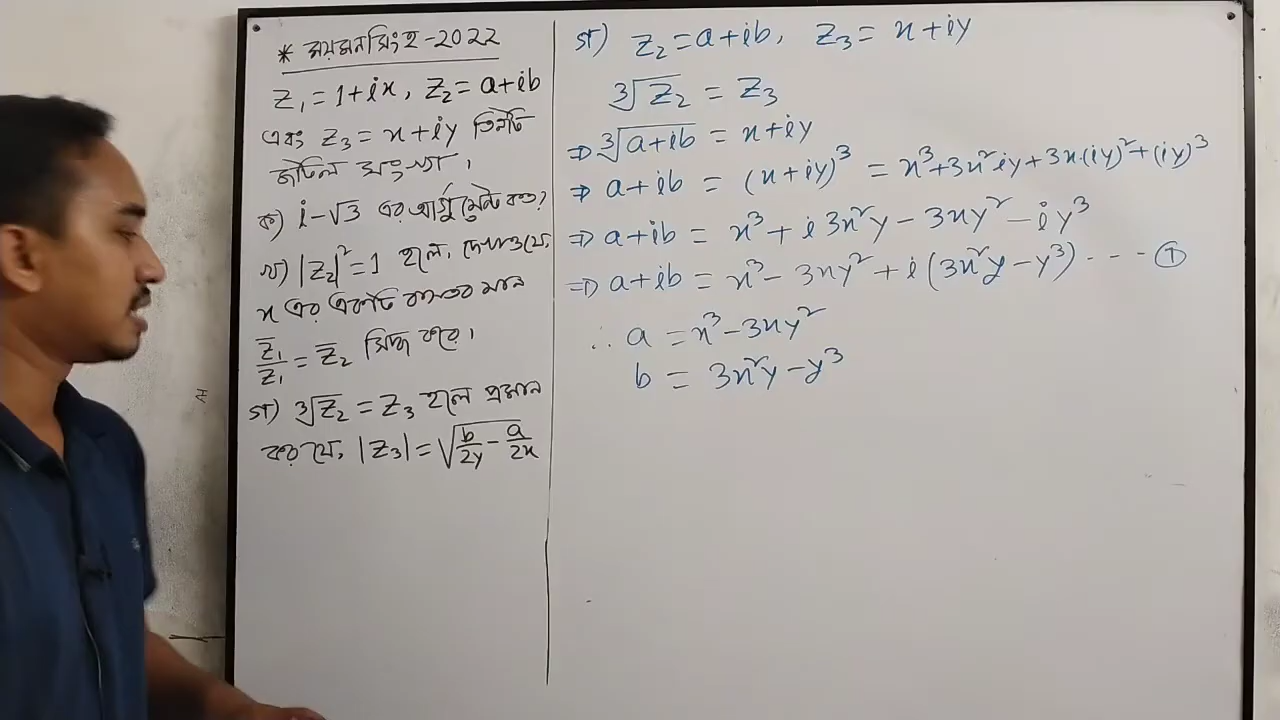 * ময়মনসিংহ-2022
z₁ = 1+ix, z₂ = a+ib
এবং z₃ = x+iy তিনটি
জটিল সংখ্যা।
ক) i-√3 এর আর্গুমেন্ট কত?
খ) |z₂|² = 1 হলে, দেখাও যে,
x এর একটি বাস্তব মান
z̅₁/z₁ = z̅₂ সিদ্ধ করে।
গ) ∛z₂ = z₃ হলে প্রমাণ
কর যে, |z₃| = √(b/2y - a/2x)
গ) z₂ = a+ib, z₃ = x+iy
∛z₂ = z₃
⇒ ∛(a+ib) = x+iy
⇒ a+ib = (x+iy)³ = x³+3x²iy+3x.(iy)²+(iy)³
⇒ a+ib = x³ + i3x²y - 3xy² - iy³
⇒ a+ib = x³ - 3xy² + i(3x²y - y³) - - - ①
∴ a = x³ - 3xy²
b = 3x²y - y³